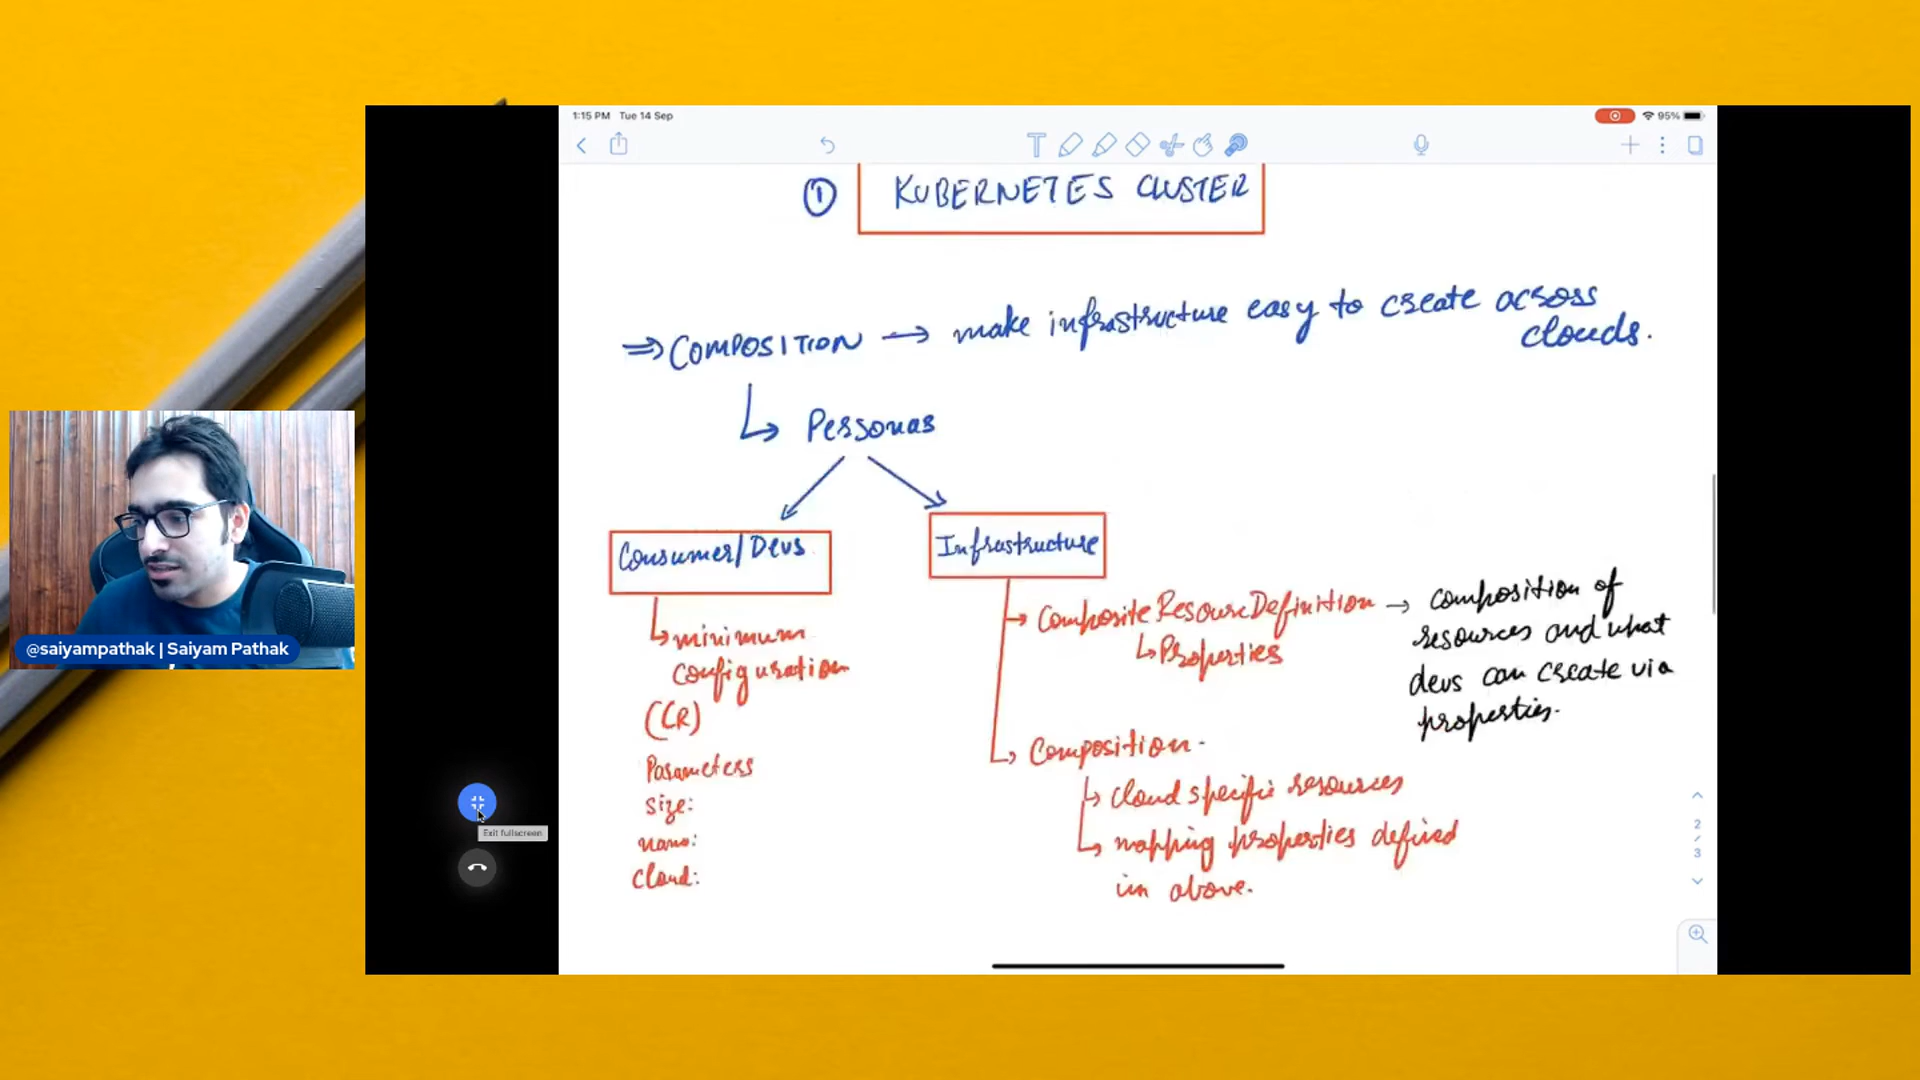 1:15 PM Tue 14 Sep
95%
1 KUBERNETES CLUSTER
⇒ COMPOSITION → make infrastructure easy to create across
clouds.
↳ Personas
Consumer/Devs
Infrastructure
↳ minimum
configuration
(CR)
Parameters
size:
name:
cloud:
→ Composite Resource Definition → composition of
resources and what
devs can create via
properties.
↳ Properties
↳ Composition
↳ cloud specific resources
↳ mapping properties defined
in above.
@saiyampathak | Saiyam Pathak
Exit fullscreen
2
/
3